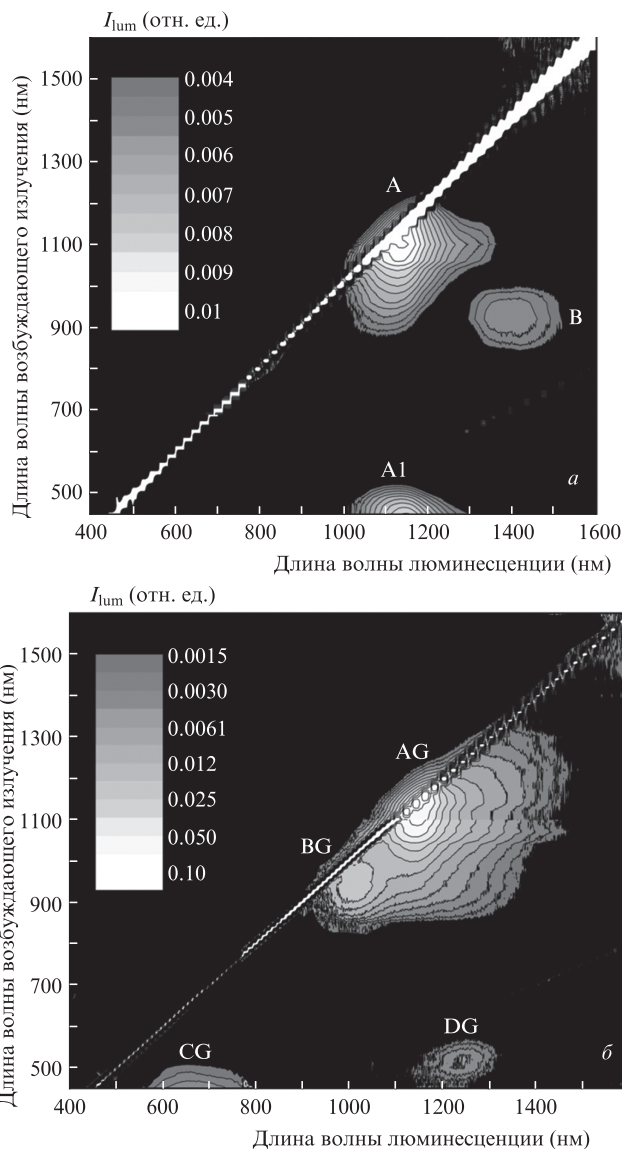 I_lum (отн. ед.)
Длина волны возбуждающего излучения (нм)
1500
1300
1100
900
700
500
0.004
0.005
0.006
0.007
0.008
0.009
0.01
A
B
A1
а
400 600 800 1000 1200 1400 1600
Длина волны люминесценции (нм)
I_lum (отн. ед.)
Длина волны возбуждающего излучения (нм)
1500
1300
1100
900
700
500
0.0015
0.0030
0.0061
0.012
0.025
0.050
0.10
AG
BG
CG
DG
б
400 600 800 1000 1200 1400
Длина волны люминесценции (нм)